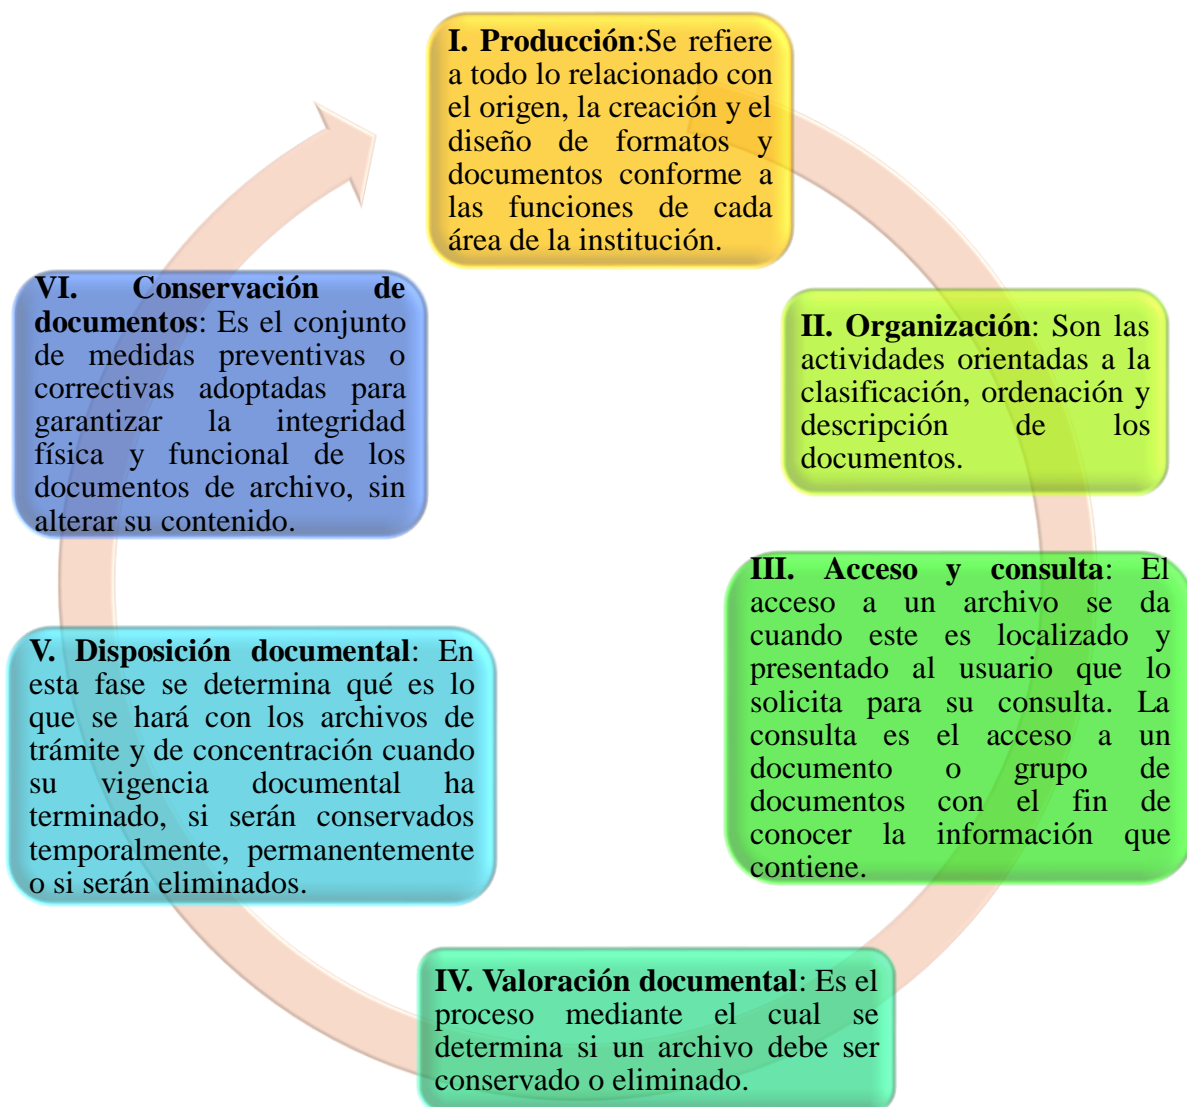 I. Producción:Se refiere
a todo lo relacionado con
el origen, la creación y el
diseño de formatos y
documentos conforme a
las funciones de cada
área de la institución.
II. Organización: Son las
actividades orientadas a la
clasificación, ordenación y
descripción de los
documentos.
III. Acceso y consulta: El
acceso a un archivo se da
cuando este es localizado y
presentado al usuario que lo
solicita para su consulta. La
consulta es el acceso a un
documento o grupo de
documentos con el fin de
conocer la información que
contiene.
IV. Valoración documental: Es el
proceso mediante el cual se
determina si un archivo debe ser
conservado o eliminado.
V. Disposición documental: En
esta fase se determina qué es lo
que se hará con los archivos de
trámite y de concentración cuando
su vigencia documental ha
terminado, si serán conservados
temporalmente, permanentemente
o si serán eliminados.
VI. Conservación de
documentos: Es el conjunto
de medidas preventivas o
correctivas adoptadas para
garantizar la integridad
física y funcional de los
documentos de archivo, sin
alterar su contenido.